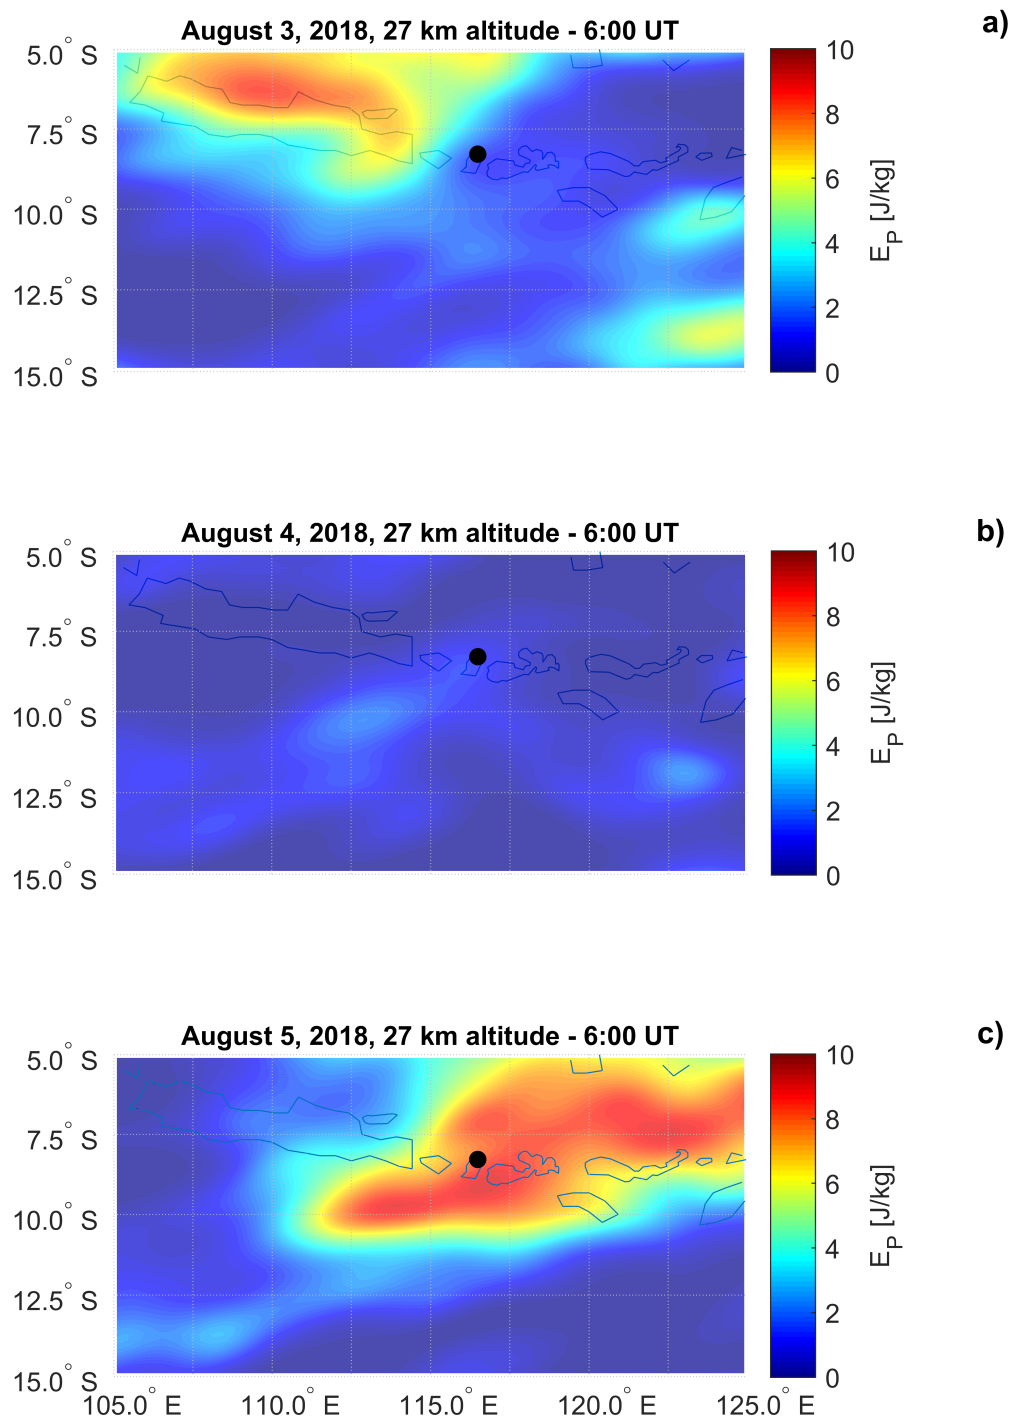 August 3, 2018, 27 km altitude - 6:00 UT
a)
5.0° S
7.5° S
10.0° S
12.5° S
15.0° S
10
8
6
4
2
0
E_P [J/kg]
August 4, 2018, 27 km altitude - 6:00 UT
b)
5.0° S
7.5° S
10.0° S
12.5° S
15.0° S
10
8
6
4
2
0
E_P [J/kg]
August 5, 2018, 27 km altitude - 6:00 UT
c)
5.0° S
7.5° S
10.0° S
12.5° S
15.0° S
105.0° E
110.0° E
115.0° E
120.0° E
125.0° E
10
8
6
4
2
0
E_P [J/kg]